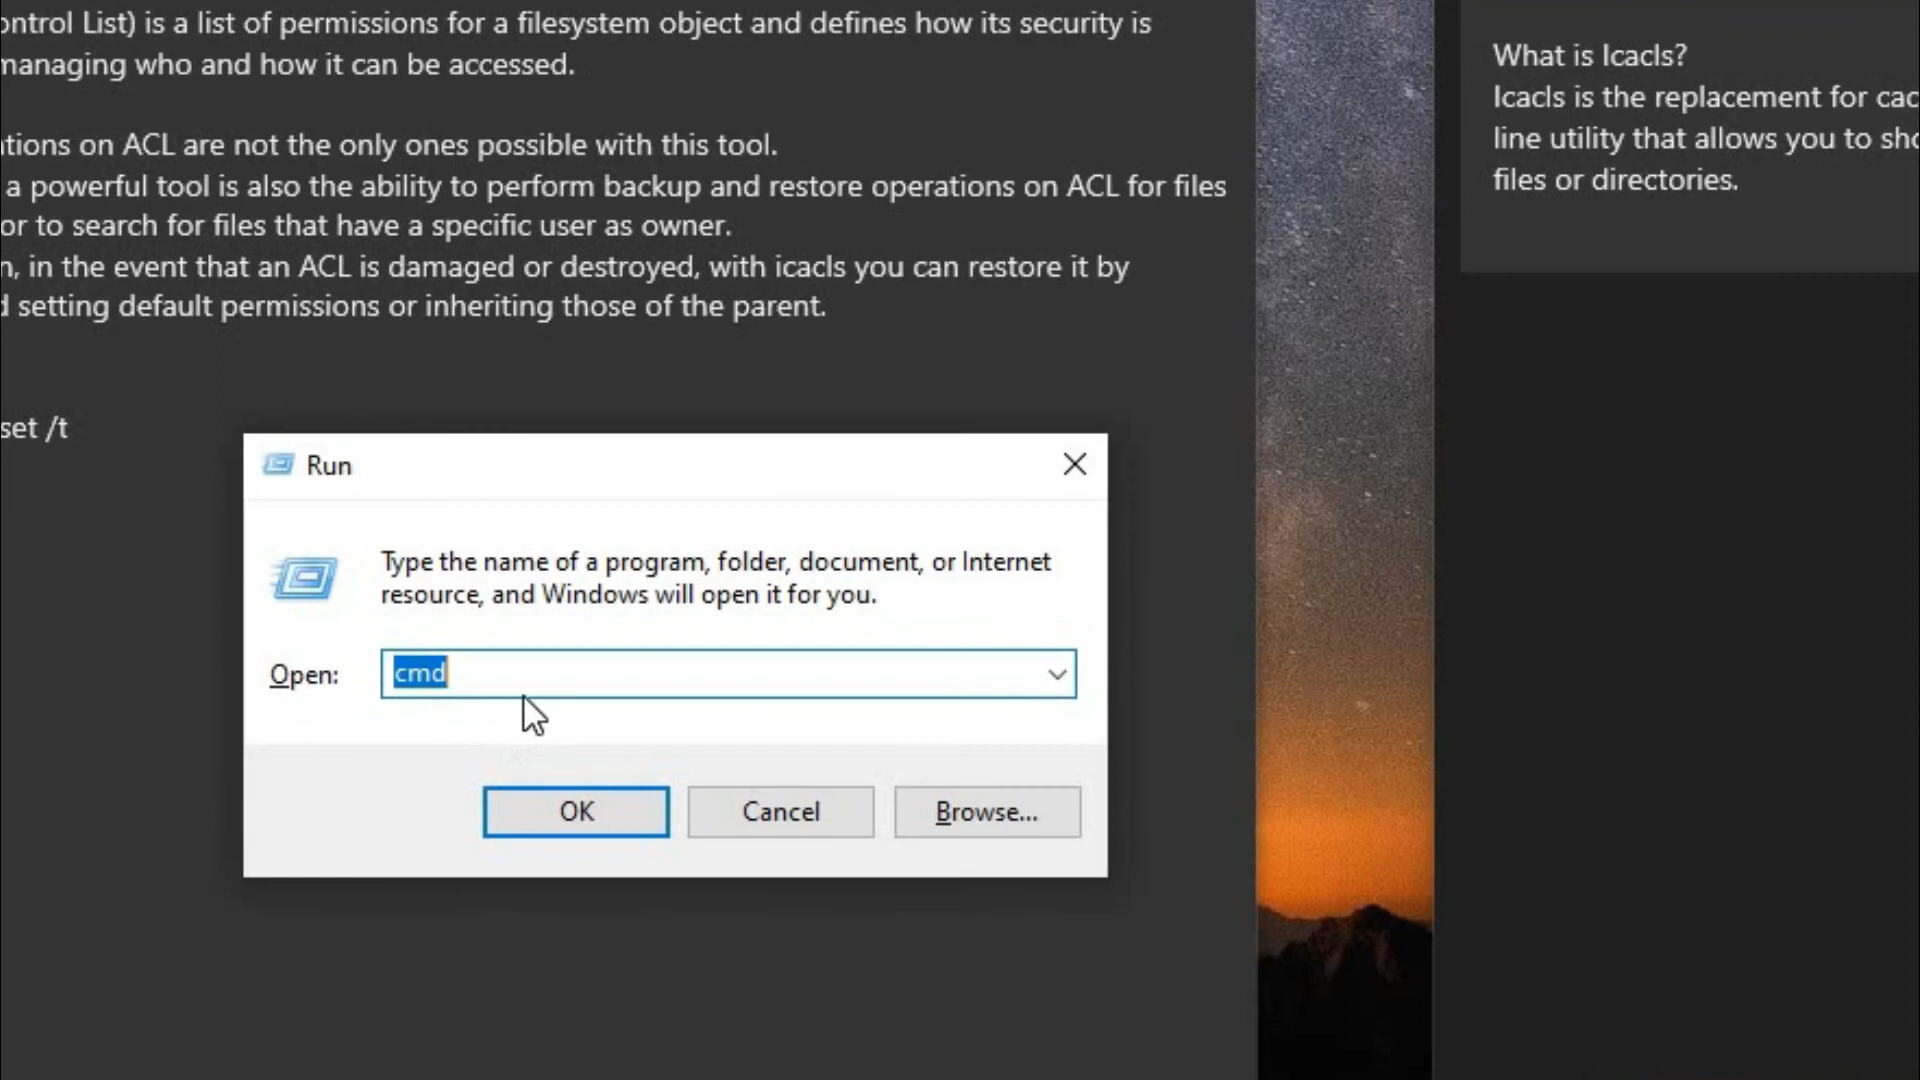 ontrol List) is a list of permissions for a filesystem object and defines how its security is
managing who and how it can be accessed.
tions on ACL are not the only ones possible with this tool.
a powerful tool is also the ability to perform backup and restore operations on ACL for files
or to search for files that have a specific user as owner.
n, in the event that an ACL is damaged or destroyed, with icacls you can restore it by
d setting default permissions or inheriting those of the parent.
set /t
What is Icacls?
Icacls is the replacement for cac
line utility that allows you to sho
files or directories.
Run
Type the name of a program, folder, document, or Internet
resource, and Windows will open it for you.
Open:
cmd
OK
Cancel
Browse...